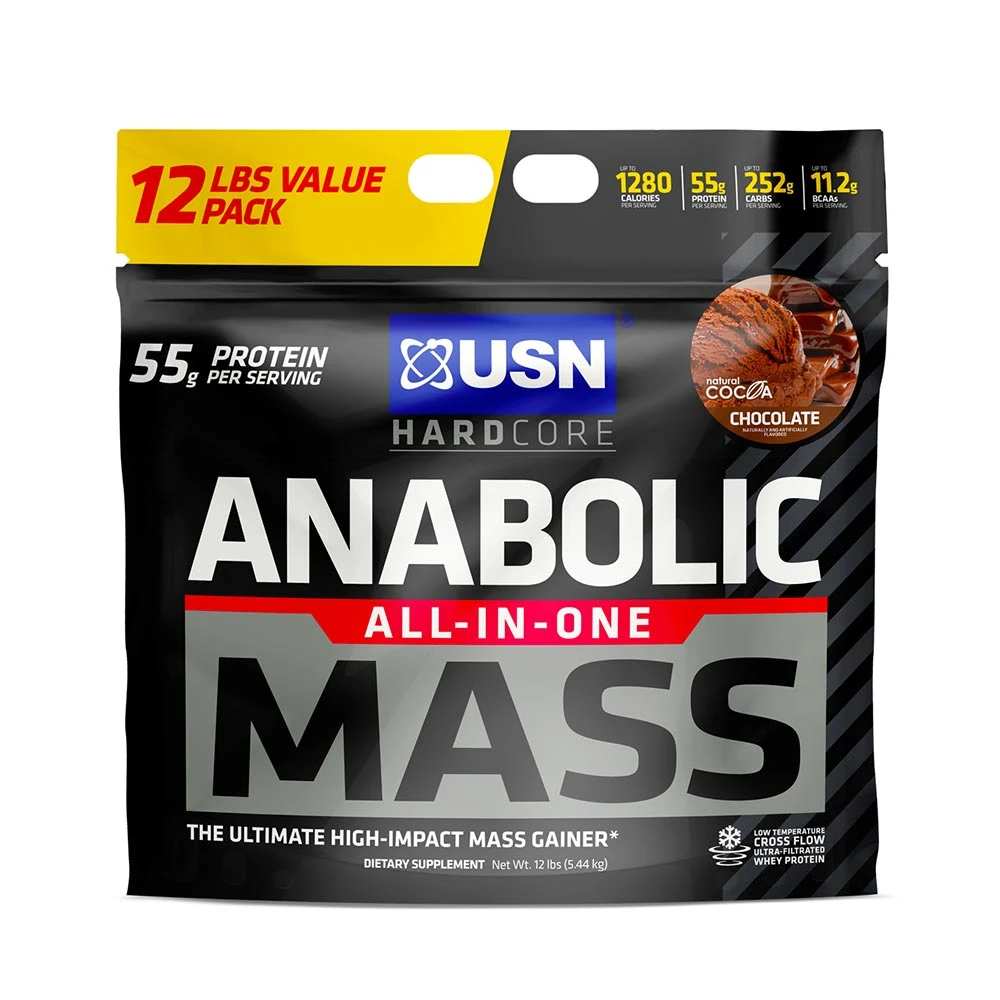 12 LBS VALUE
PACK
UP TO
1280
CALORIES
PER SERVING
55g
PROTEIN
PER SERVING
UP TO
252g
CARBS
PER SERVING
UP TO
11.2g
BCAAs
PER SERVING
55g PROTEIN
PER SERVING
USN®
HARDCORE
natural
COCOA
CHOCOLATE
NATURALLY AND ARTIFICIALLY
FLAVORED
ANABOLIC
ALL-IN-ONE
MASS
THE ULTIMATE HIGH-IMPACT MASS GAINER*
DIETARY SUPPLEMENT Net Wt. 12 lbs (5.44 kg)
LOW TEMPERATURE
CROSS FLOW
ULTRA-FILTRATED
WHEY PROTEIN